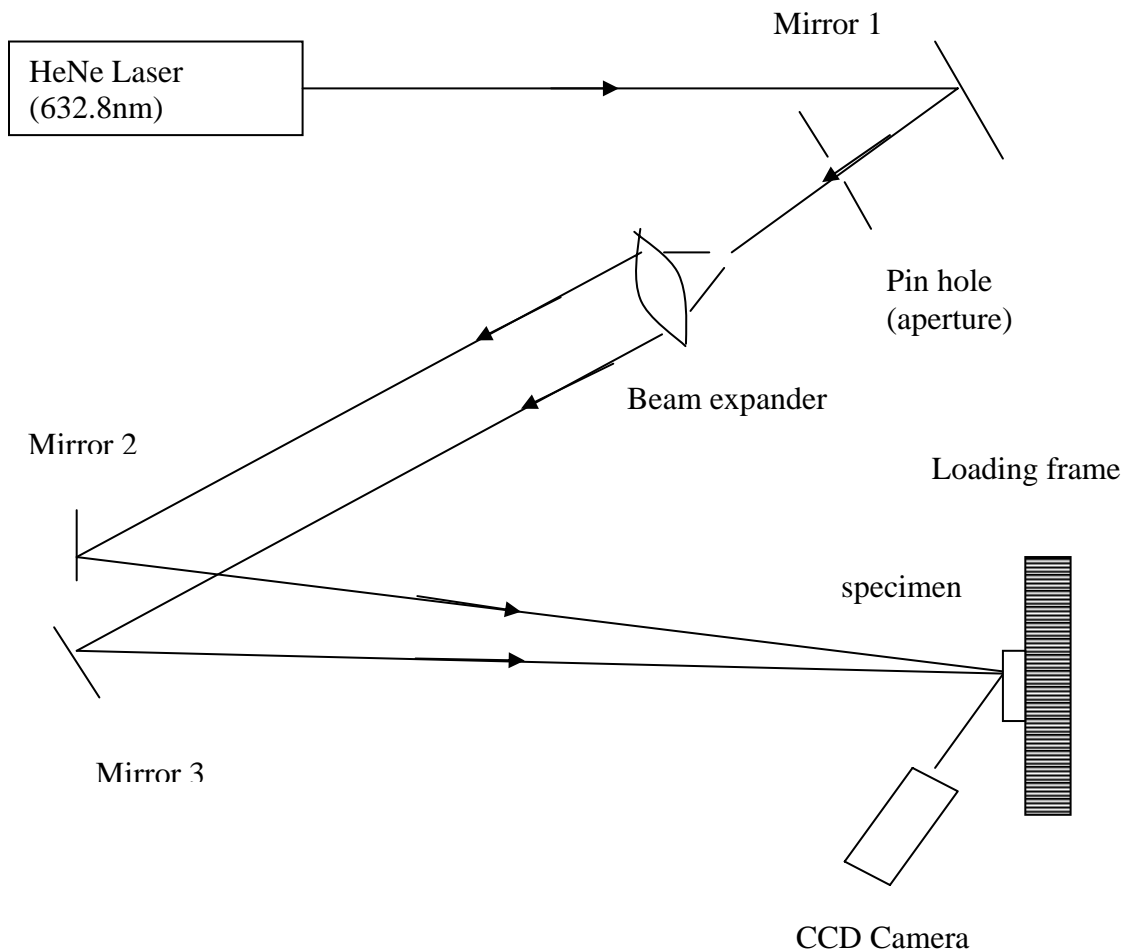 Mirror 1
HeNe Laser
(632.8nm)
Pin hole
(aperture)
Beam expander
Mirror 2
Loading frame
specimen
Mirror 3
CCD Camera